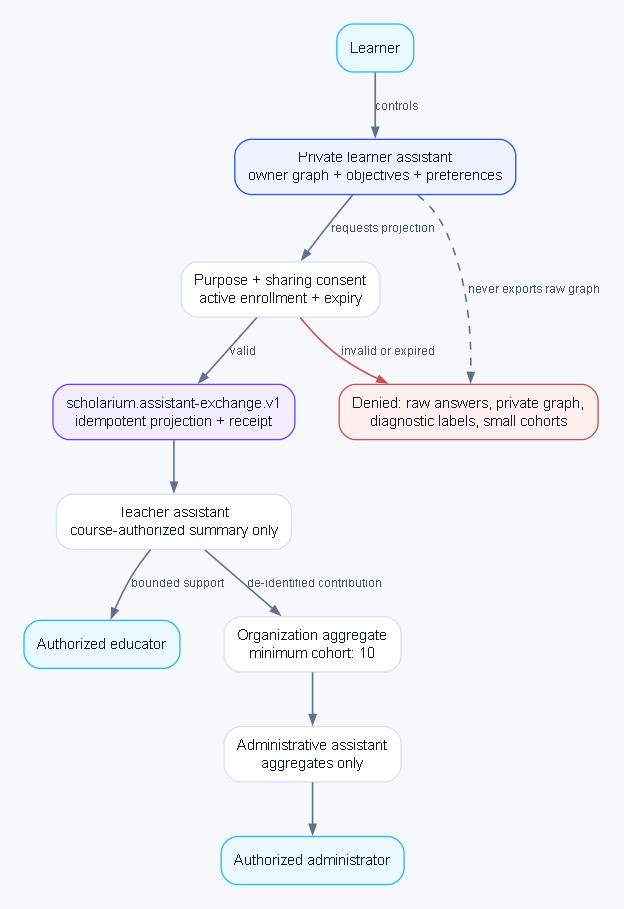 Learner
controls
Private learner assistant
owner graph + objectives + preferences
requests projection
Purpose + sharing consent
active enrollment + expiry
never exports raw graph
valid
invalid or expired
scholarium.assistant-exchange.v1
idempotent projection + receipt
Denied: raw answers, private graph,
diagnostic labels, small cohorts
Teacher assistant
course-authorized summary only
bounded support
de-identified contribution
Authorized educator
Organization aggregate
minimum cohort: 10
Administrative assistant
aggregates only
Authorized administrator